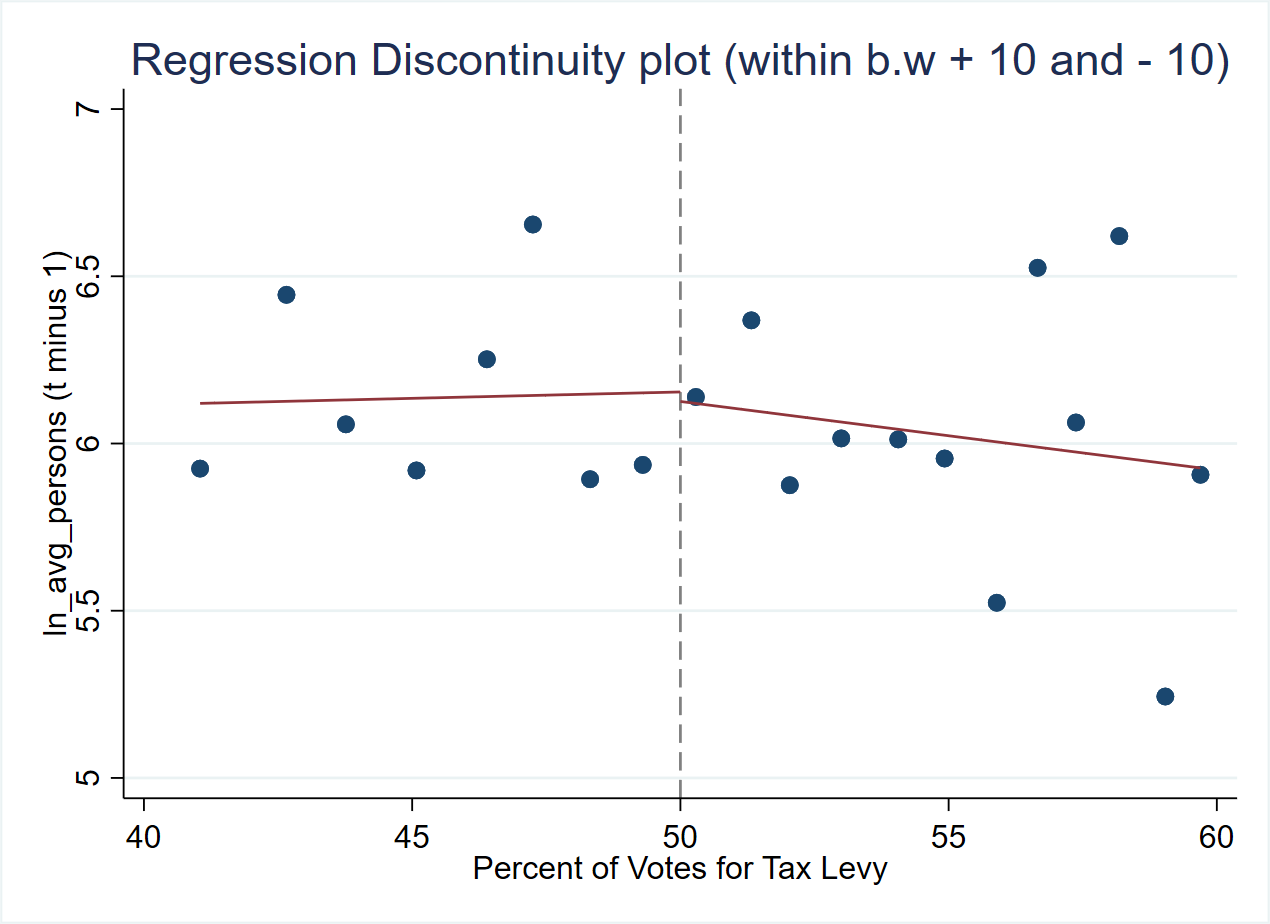 Regression Discontinuity plot (within b.w + 10 and - 10)
ln_avg_persons (t minus 1)
7
6.5
6
5.5
5
40 45 50 55 60
Percent of Votes for Tax Levy